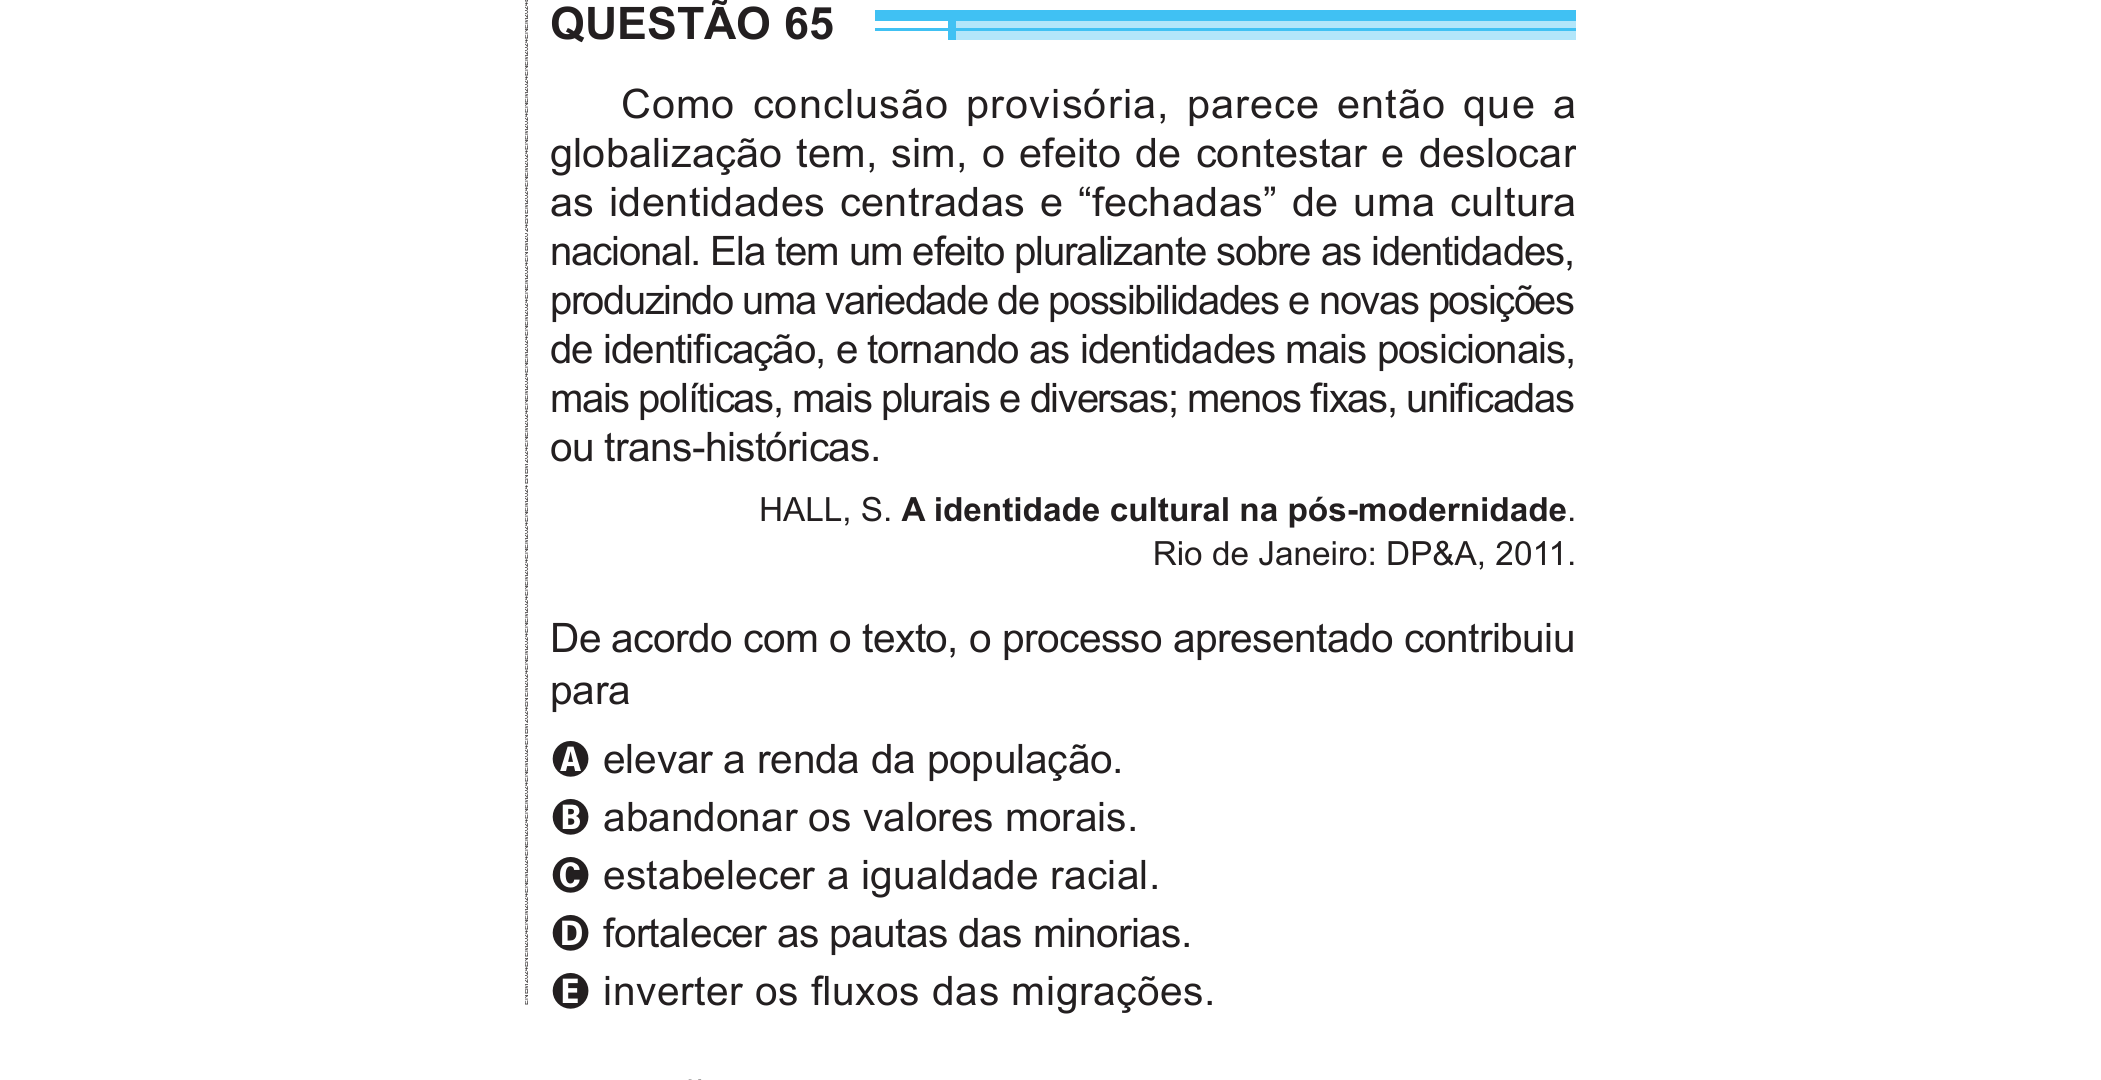 QUESTÃO 65
Como conclusão provisória, parece então que a
globalização tem, sim, o efeito de contestar e deslocar
as identidades centradas e “fechadas” de uma cultura
nacional. Ela tem um efeito pluralizante sobre as identidades,
produzindo uma variedade de possibilidades e novas posições
de identificação, e tornando as identidades mais posicionais,
mais políticas, mais plurais e diversas; menos fixas, unificadas
ou trans-históricas.
HALL, S. A identidade cultural na pós-modernidade.
Rio de Janeiro: DP&A, 2011.
De acordo com o texto, o processo apresentado contribuiu
para
A elevar a renda da população.
B abandonar os valores morais.
C estabelecer a igualdade racial.
D fortalecer as pautas das minorias.
E inverter os fluxos das migrações.